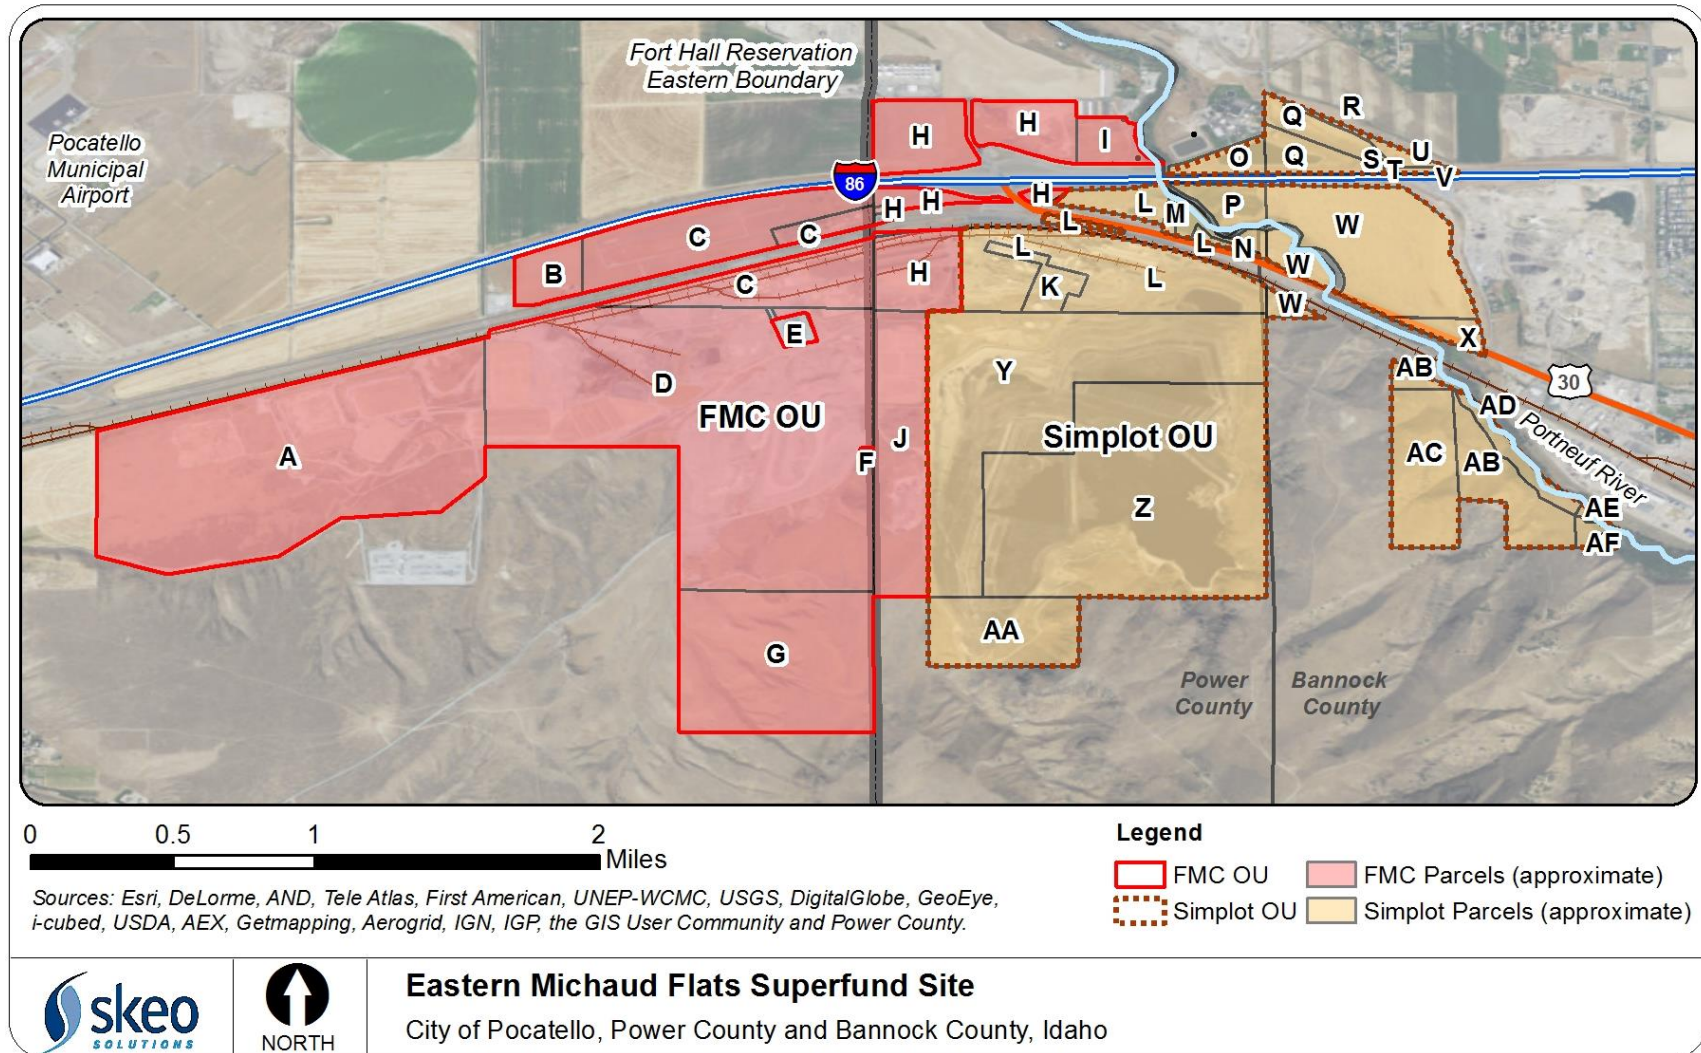 Fort Hall Reservation
Eastern Boundary
Pocatello
Municipal
Airport
86
H
H
I
Q
R
Q
O
S
T
U
V
C
C
H
H
H
L
M
P
W
B
C
H
L
L
L
N
W
K
L
W
E
X
D
Y
30
AB
FMC OU
J
Simplot OU
AD
Portneuf River
A
F
AC
AB
Z
AE
AF
G
AA
Power
County
Bannock
County
0 0.5 1 2
Miles
Sources: Esri, DeLorme, AND, Tele Atlas, First American, UNEP-WCMC, USGS, DigitalGlobe, GeoEye,
i-cubed, USDA, AEX, Getmapping, Aerogrid, IGN, IGP, the GIS User Community and Power County.
Legend
FMC OU FMC Parcels (approximate)
Simplot OU Simplot Parcels (approximate)
skeo
SOLUTIONS
NORTH
Eastern Michaud Flats Superfund Site
City of Pocatello, Power County and Bannock County, Idaho